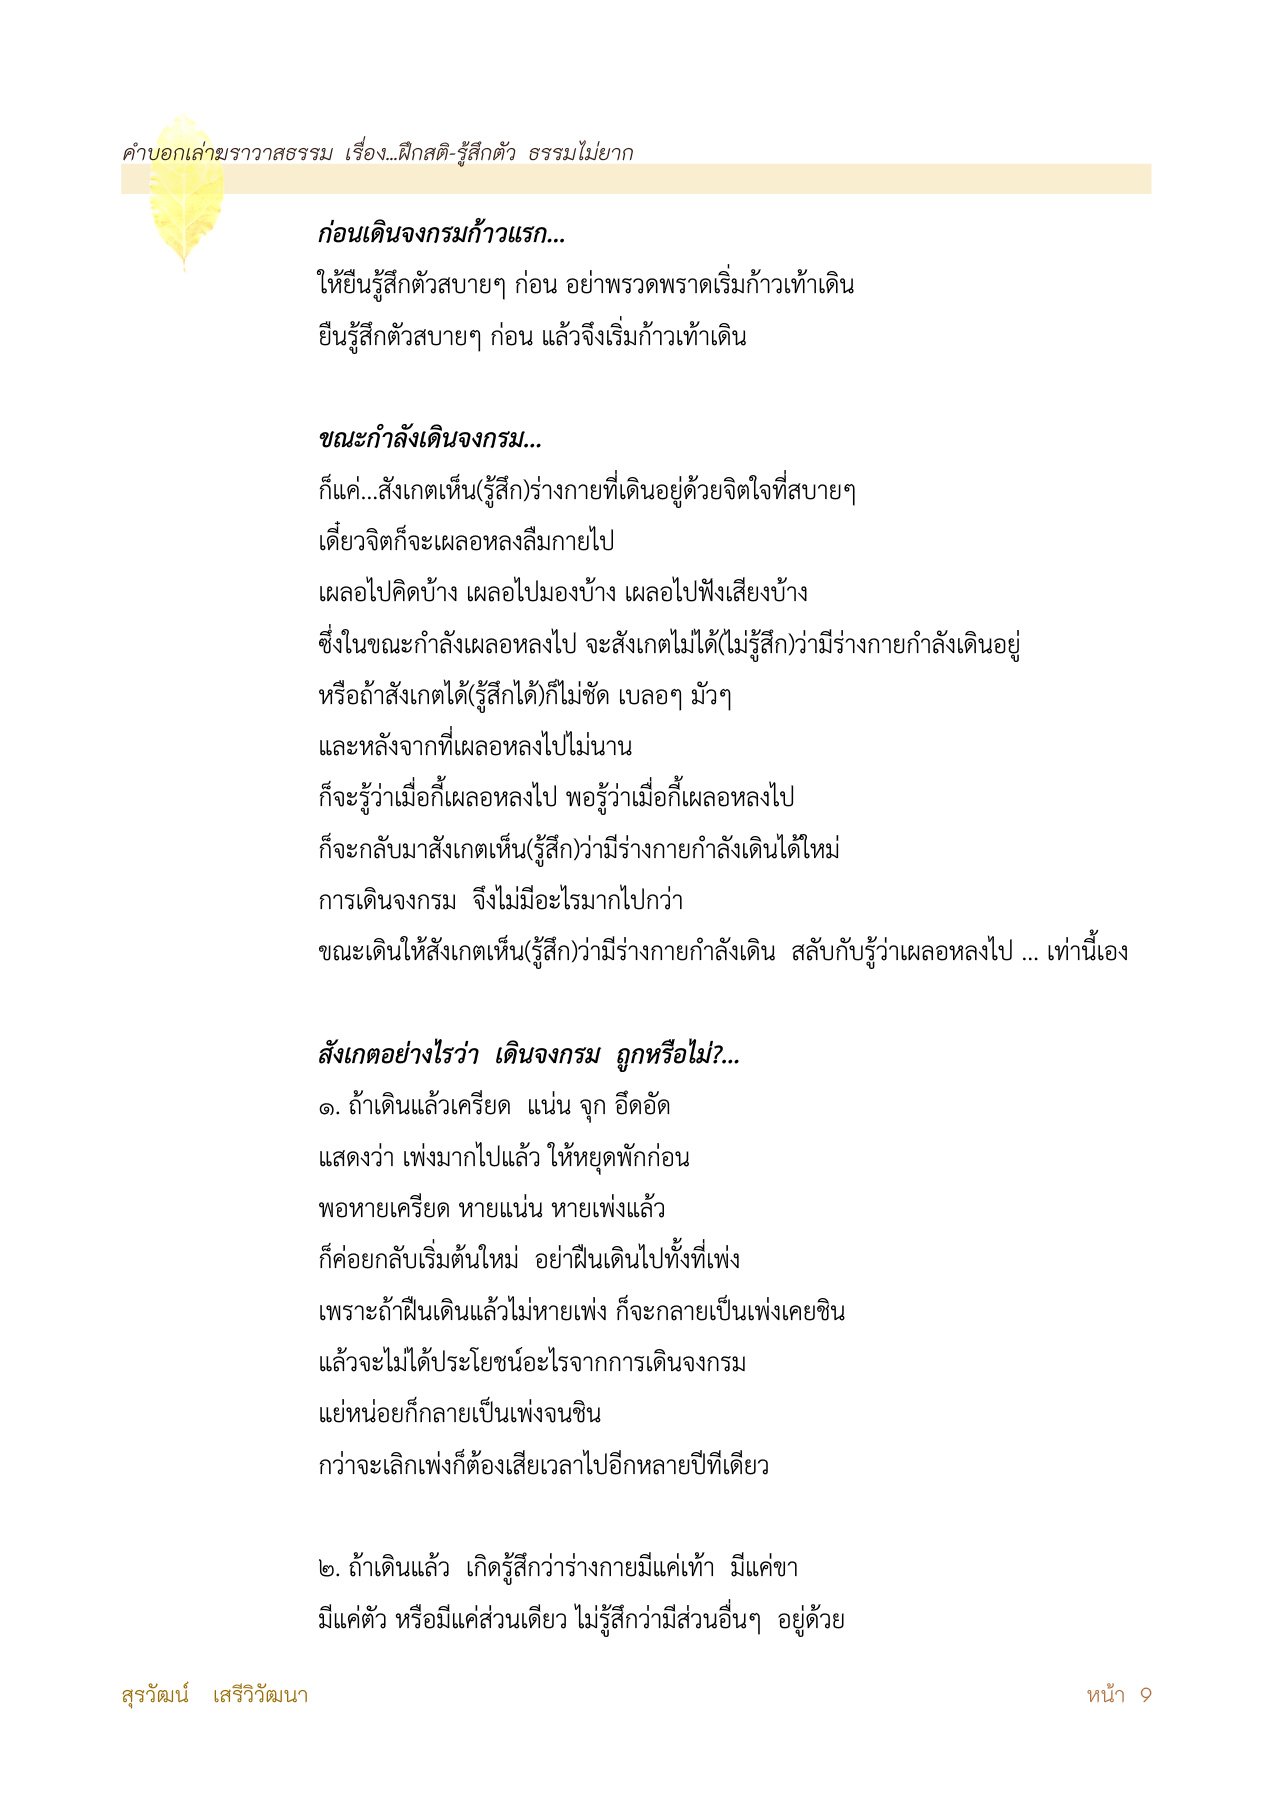 คำบอกเล่าฆราวาสธรรม เรื่อง...ฝึกสติ-รู้สึกตัว ธรรมไม่ยาก
ก่อนเดินจงกรมก้าวแรก...
ให้ยืนรู้สึกตัวสบายๆ ก่อน อย่าพรวดพราดเริ่มก้าวเท้าเดิน
ยืนรู้สึกตัวสบายๆ ก่อน แล้วจึงเริ่มก้าวเท้าเดิน
ขณะกำลังเดินจงกรม...
ก็แค่...สังเกตเห็น(รู้สึก)ร่างกายที่เดินอยู่ด้วยจิตใจที่สบายๆ
เดี๋ยวจิตก็จะเผลอหลงลืมกายไป
เผลอไปคิดบ้าง เผลอไปมองบ้าง เผลอไปฟังเสียงบ้าง
ซึ่งในขณะกำลังเผลอหลงไป จะสังเกตไม่ได้(ไม่รู้สึก)ว่ามีร่างกายกำลังเดินอยู่
หรือถ้าสังเกตได้(รู้สึกได้)ก็ไม่ชัด เบลอๆ มัวๆ
และหลังจากที่เผลอหลงไปไม่นาน
ก็จะรู้ว่าเมื่อกี้เผลอหลงไป พอรู้ว่าเมื่อกี้เผลอหลงไป
ก็จะกลับมาสังเกตเห็น(รู้สึก)ว่ามีร่างกายกำลังเดินได้ใหม่
การเดินจงกรม จึงไม่มีอะไรมากไปกว่า
ขณะเดินให้สังเกตเห็น(รู้สึก)ว่ามีร่างกายกำลังเดิน สลับกับรู้ว่าเผลอหลงไป ... เท่านี้เอง
สังเกตอย่างไรว่า เดินจงกรม ถูกหรือไม่?...
๑. ถ้าเดินแล้วเครียด แน่น จุก อึดอัด
แสดงว่า เพ่งมากไปแล้ว ให้หยุดพักก่อน
พอหายเครียด หายแน่น หายเพ่งแล้ว
ก็ค่อยกลับเริ่มต้นใหม่ อย่าฝืนเดินไปทั้งที่เพ่ง
เพราะถ้าฝืนเดินแล้วไม่หายเพ่ง ก็จะกลายเป็นเพ่งเคยชิน
แล้วจะไม่ได้ประโยชน์อะไรจากการเดินจงกรม
แย่หน่อยก็กลายเป็นเพ่งจนชิน
กว่าจะเลิกเพ่งก็ต้องเสียเวลาไปอีกหลายปีทีเดียว
๒. ถ้าเดินแล้ว เกิดรู้สึกว่าร่างกายมีแค่เท้า มีแค่ขา
มีแค่ตัว หรือมีแค่ส่วนเดียว ไม่รู้สึกว่ามีส่วนอื่นๆ อยู่ด้วย
สุรวัฒน์ เสรีวิวัฒนา
หน้า 9